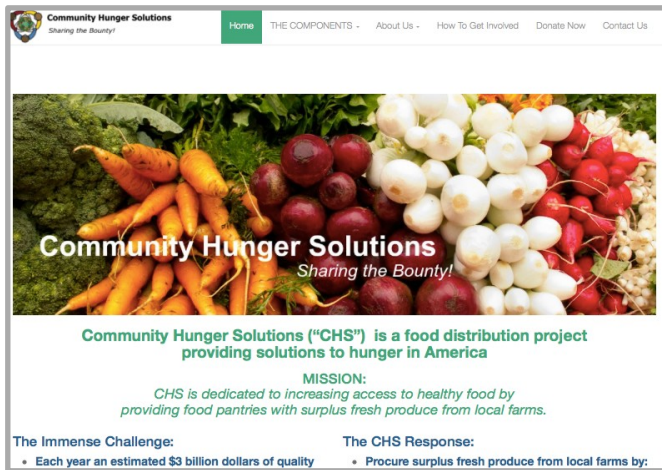 Community Hunger Solutions
Sharing the Bounty!
Home THE COMPONENTS - About Us - How To Get Involved Donate Now Contact Us
Community Hunger Solutions
Sharing the Bounty!
Community Hunger Solutions (“CHS”) is a food distribution project
providing solutions to hunger in America
MISSION:
CHS is dedicated to increasing access to healthy food by
providing food pantries with surplus fresh produce from local farms.
The Immense Challenge:
• Each year an estimated $3 billion dollars of quality
The CHS Response:
• Procure surplus fresh produce from local farms by: